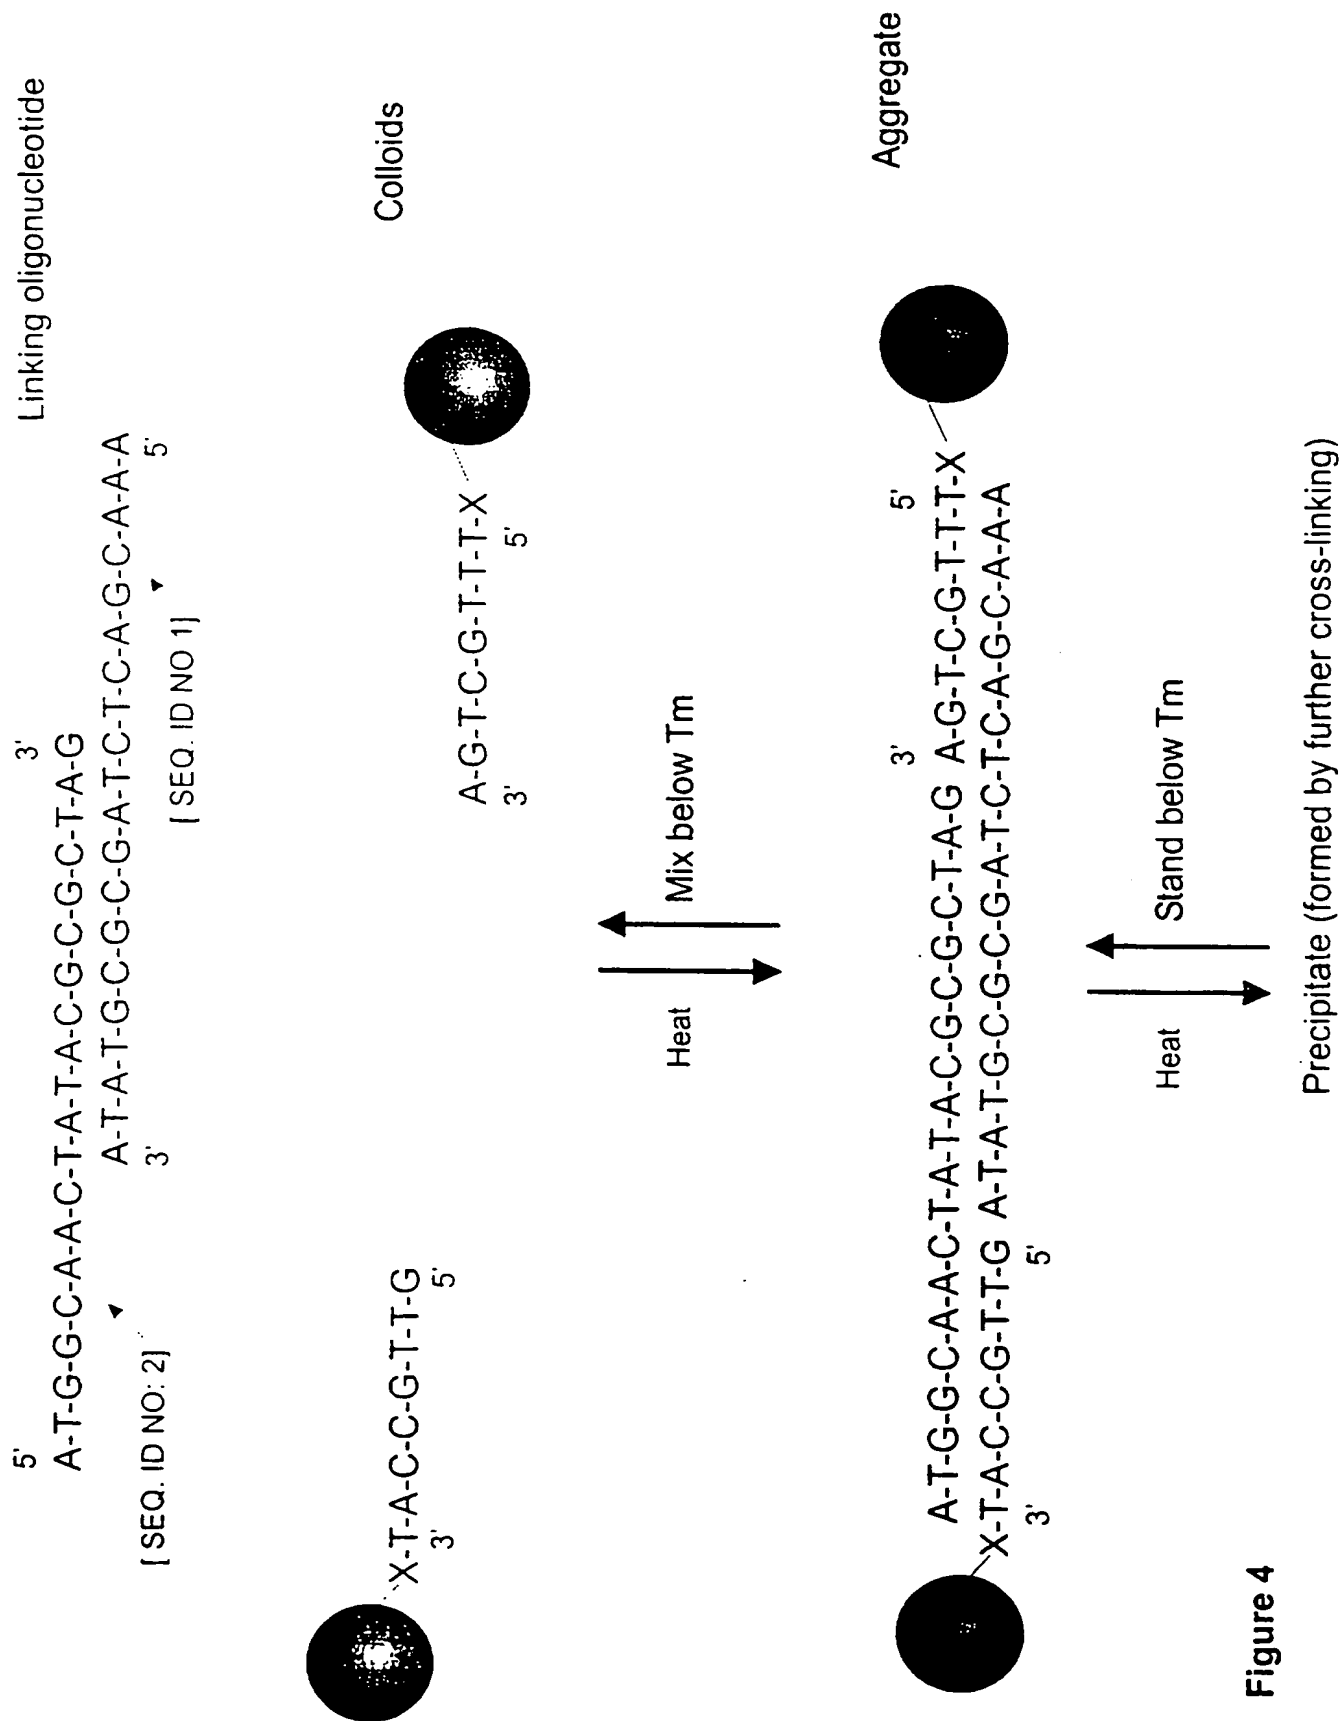 Linking oligonucleotide
5'
3'
A-T-G-G-C-A-A-C-T-A-T-A-C-G-C-G-C-T-A-G
A-T-A-T-G-C-G-C-G-A-T-C-T-C-A-G-C-A-A-A
3'
5'
[ SEQ. ID NO: 2]
[ SEQ. ID NO 1]
Colloids
X-T-A-C-C-G-T-T-G
3'
5'
A-G-T-C-G-T-T-T-X
3'
5'
Heat
Mix below Tm
Aggregate
3'
5'
A-T-G-G-C-A-A-C-T-A-T-A-C-G-C-G-C-T-A-G A-G-T-C-G-T-T-T-X
X-T-A-C-C-G-T-T-G A-T-A-T-G-C-G-C-G-A-T-C-T-C-A-G-C-A-A-A
3'
5'
Heat
Stand below Tm
Precipitate (formed by further cross-linking)
Figure 4